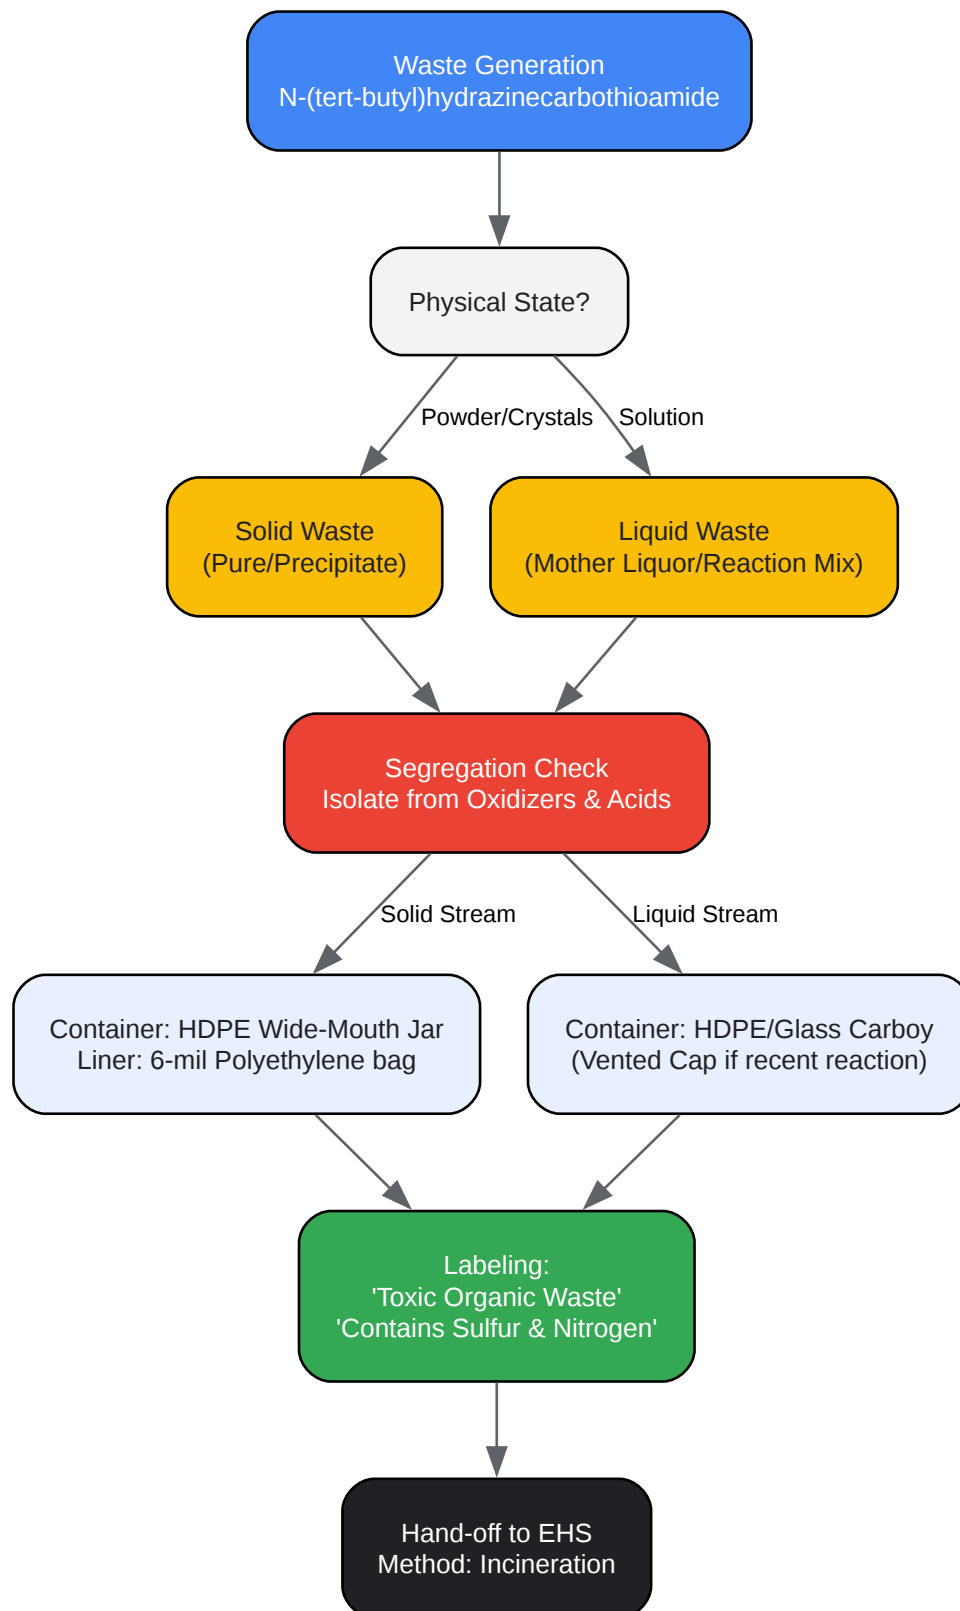 Waste Generation
N-(tert-butyl)hydrazinecarbothioamide
Physical State?
Powder/Crystals
Solution
Solid Waste
(Pure/Precipitate)
Liquid Waste
(Mother Liquor/Reaction Mix)
Segregation Check
Isolate from Oxidizers & Acids
Solid Stream
Liquid Stream
Container: HDPE Wide-Mouth Jar
Liner: 6-mil Polyethylene bag
Container: HDPE/Glass Carboy
(Vented Cap if recent reaction)
Labeling:
'Toxic Organic Waste'
'Contains Sulfur & Nitrogen'
Hand-off to EHS
Method: Incineration